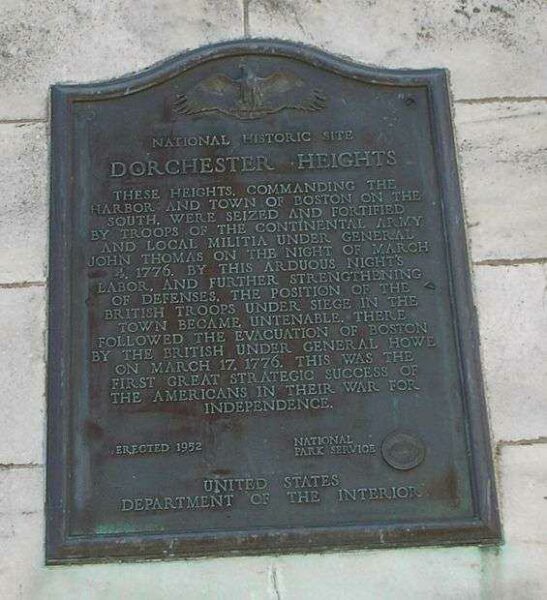 NATIONAL HISTORIC SITE
DORCHESTER HEIGHTS
THESE HEIGHTS, COMMANDING THE
HARBOR AND TOWN OF BOSTON ON THE
SOUTH, WERE SEIZED AND FORTIFIED
BY TROOPS OF THE CONTINENTAL ARMY
AND LOCAL MILITIA UNDER GENERAL
JOHN THOMAS ON THE NIGHT OF MARCH
4, 1776. BY THIS ARDUOUS NIGHT'S
LABOR, AND FURTHER STRENGTHENING
OF DEFENSES, THE POSITION OF THE
BRITISH TROOPS UNDER SIEGE IN THE
TOWN BECAME UNTENABLE. THERE
FOLLOWED THE EVACUATION OF BOSTON
BY THE BRITISH UNDER GENERAL HOWE
ON MARCH 17, 1776. THIS WAS THE
FIRST GREAT STRATEGIC SUCCESS OF
THE AMERICANS IN THEIR WAR FOR
INDEPENDENCE.
ERECTED 1952
NATIONAL
PARK SERVICE
UNITED STATES
DEPARTMENT OF THE INTERIOR